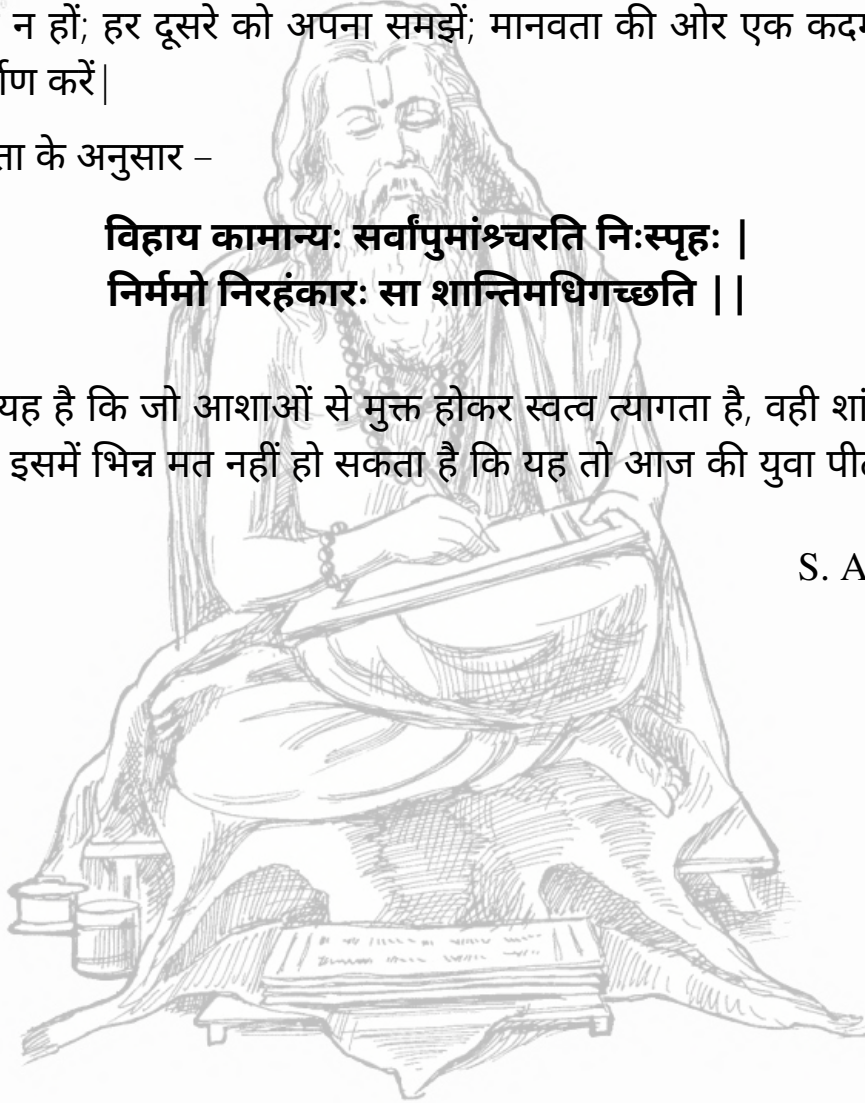 न हों; हर दूसरे को अपना समझें; मानवता की ओर एक कदम
र्माण करें|
ता के अनुसार –
विहाय कामान्यः सर्वांपुमांश्र्चरति निःस्पृहः |
निर्ममो निरहंकारः सा शान्तिमधिगच्छति ||
यह है कि जो आशाओं से मुक्त होकर स्वत्व त्यागता है, वही शां
इसमें भिन्न मत नहीं हो सकता है कि यह तो आज की युवा पीढ
S. A